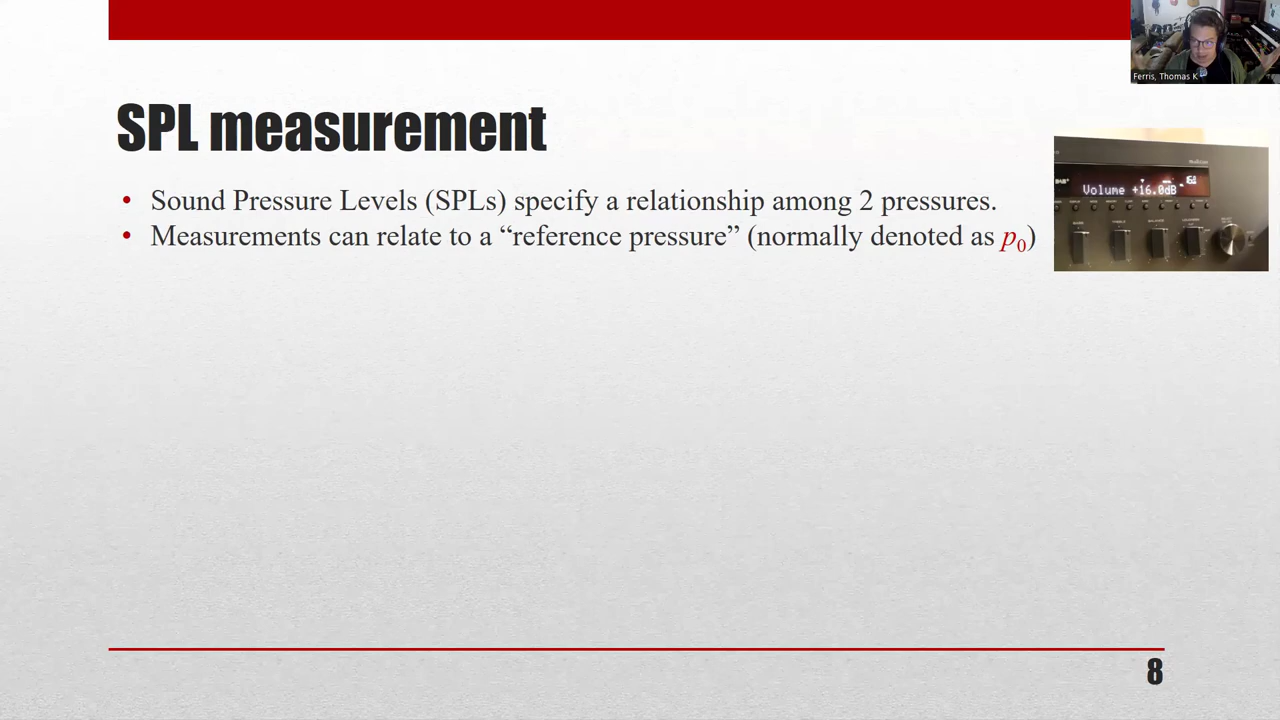 Ferris, Thomas K
SPL measurement
• Sound Pressure Levels (SPLs) specify a relationship among 2 pressures.
• Measurements can relate to a “reference pressure” (normally denoted as p0)
Volume +16.0dB
8